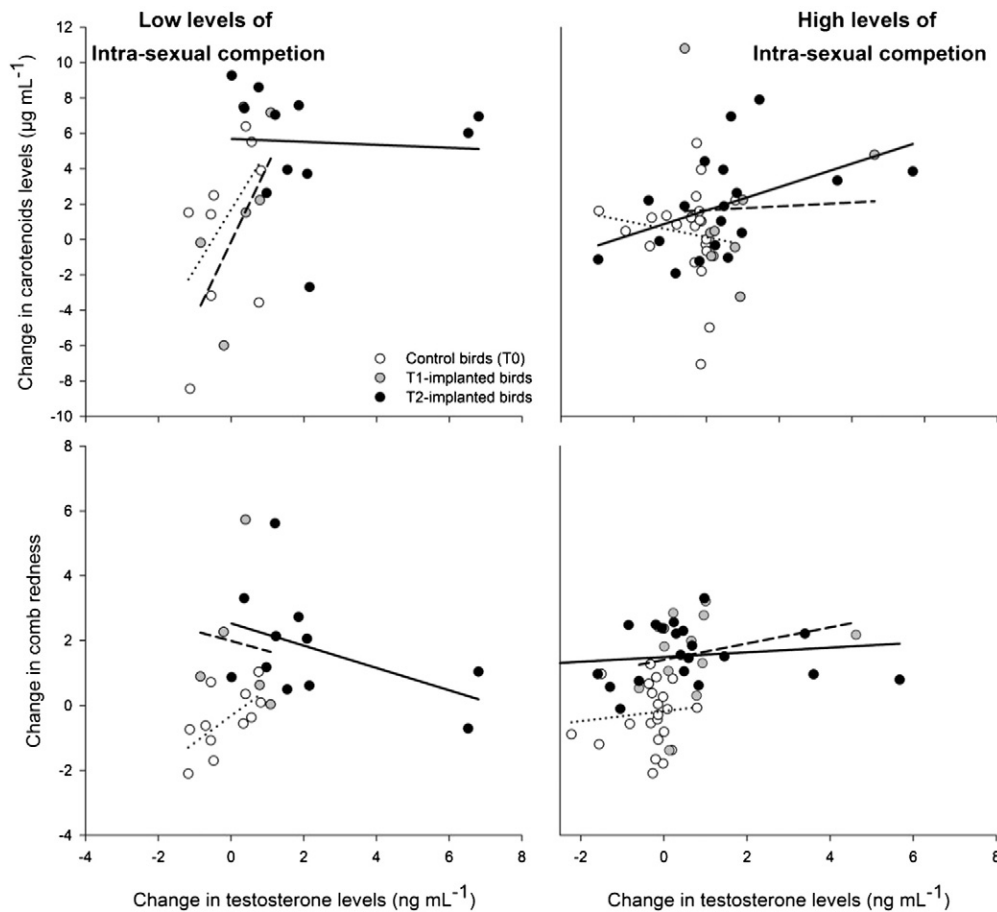 Low levels of
Intra-sexual competion
High levels of
Intra-sexual competion
Change in carotenoids levels (µg mL-1)
12
10
8
6
4
2
0
-2
-4
-6
-8
-10
Control birds (T0)
T1-implanted birds
T2-implanted birds
Change in comb redness
8
6
4
2
0
-2
-4
-4
-2
0
2
4
6
8
-2
0
2
4
6
8
Change in testosterone levels (ng mL-1)
Change in testosterone levels (ng mL-1)